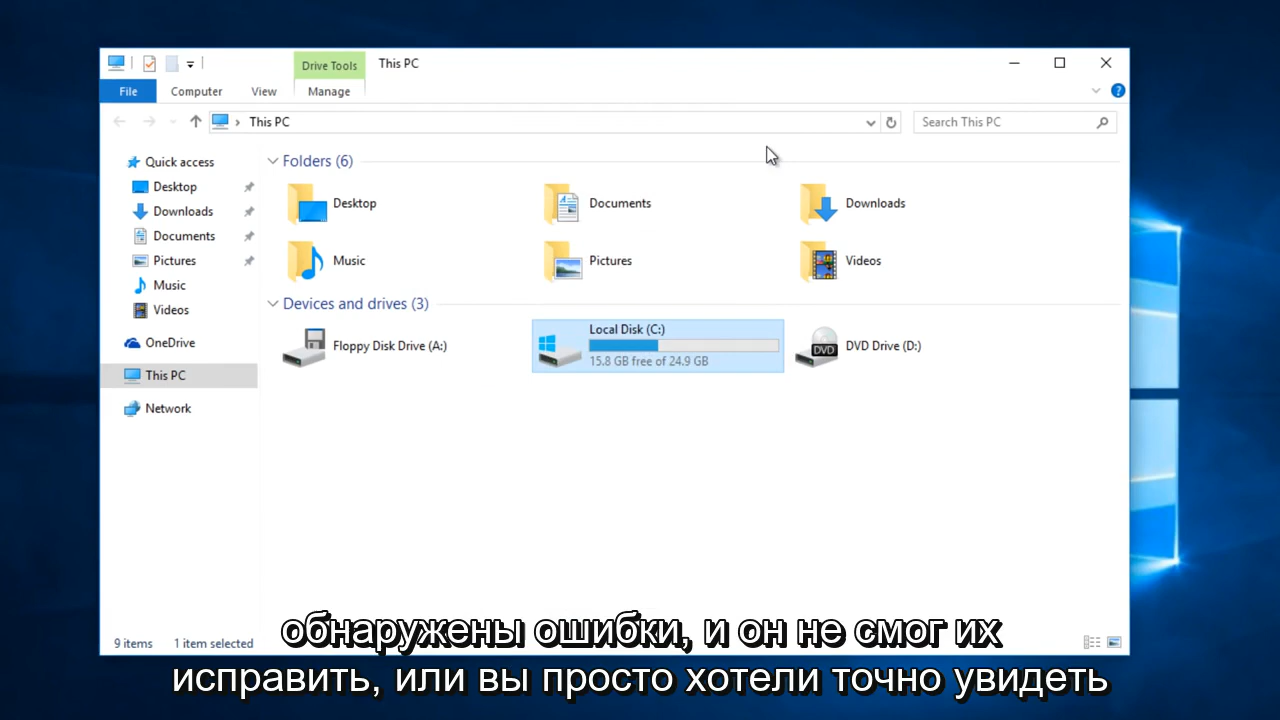 Drive Tools
This PC
File
Computer
View
Manage
This PC
Search This PC
Quick access
Desktop
Downloads
Documents
Pictures
Music
Videos
OneDrive
This PC
Network
Folders (6)
Desktop
Documents
Downloads
Music
Pictures
Videos
Devices and drives (3)
Floppy Disk Drive (A:)
Local Disk (C:)
15.8 GB free of 24.9 GB
DVD
DVD Drive (D:)
9 items
1 item selected
обнаружены ошибки, и он не смог их
исправить, или вы просто хотели точно увидеть